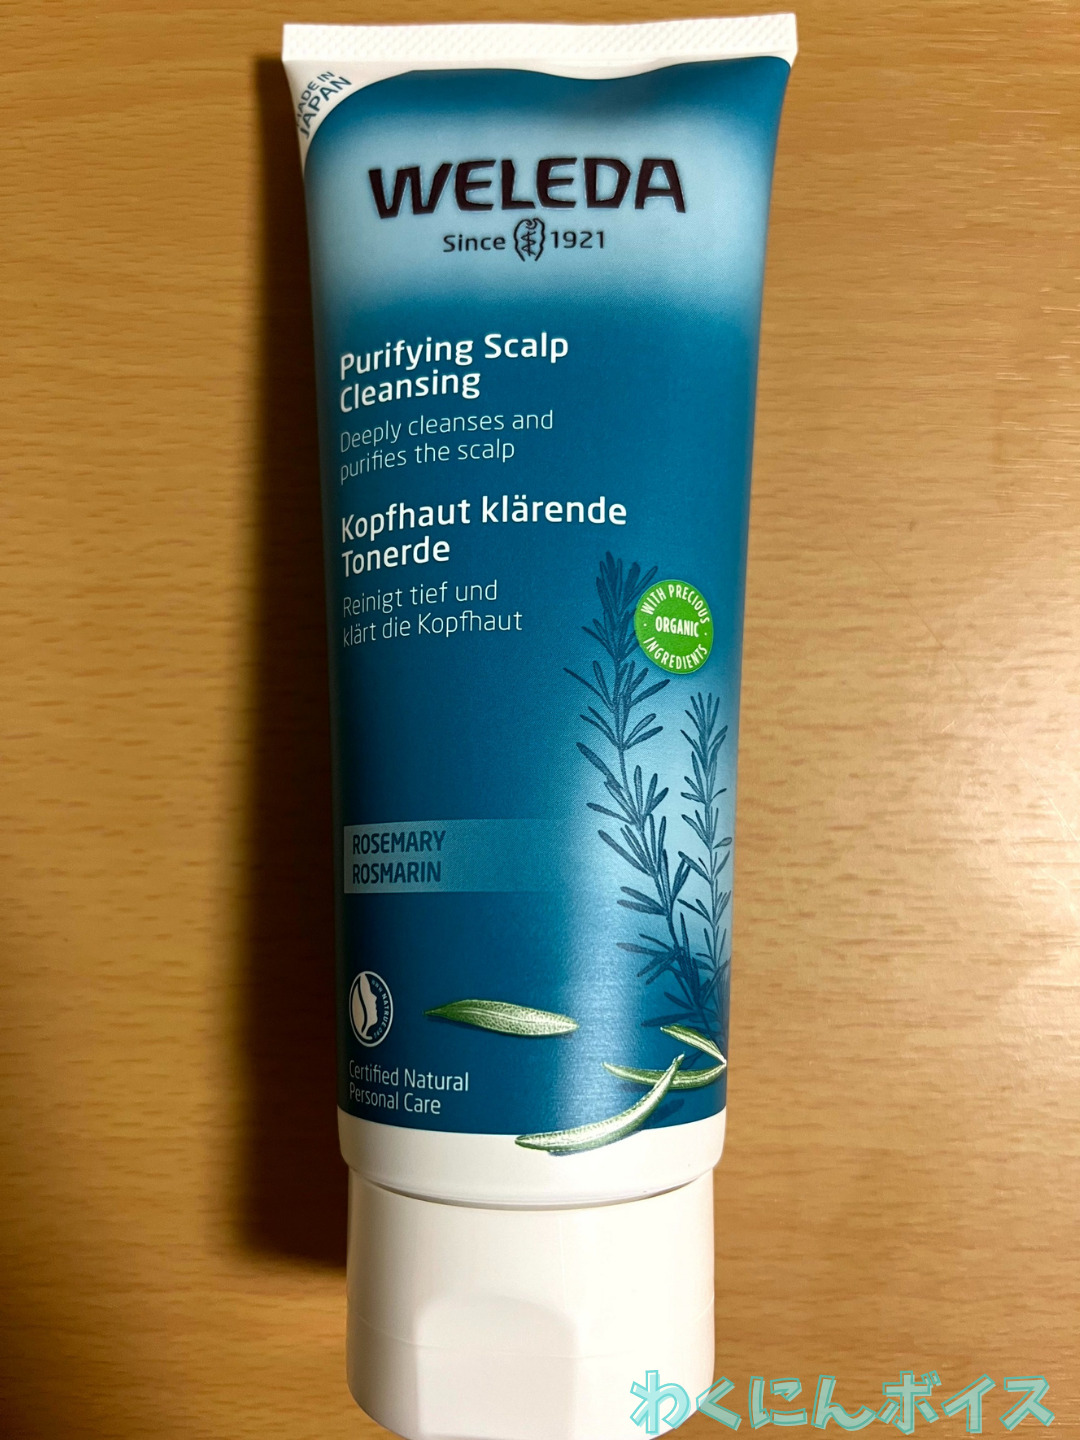 MADE IN
JAPAN
WELEDA
Since 1921
Purifying Scalp
Cleansing
Deeply cleanses and
purifies the scalp
Kopfhaut klärende
Tonerde
Reinigt tief und
klärt die Kopfhaut
WITH PRECIOUS
ORGANIC
INGREDIENTS
ROSEMARY
ROSMARIN
Certified Natural
Personal Care
わくにんボイス